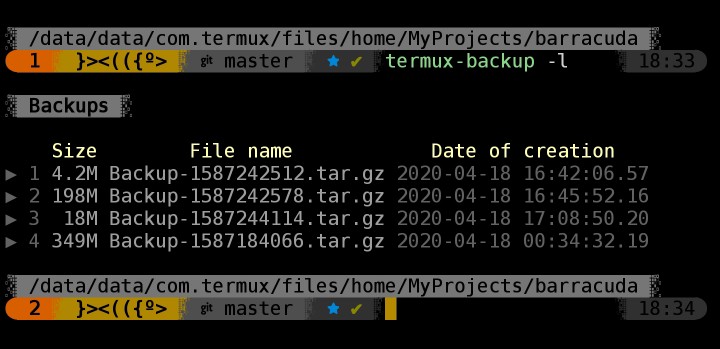 /data/data/com.termux/files/home/MyProjects/barracuda
1 }><(({º> git master ★ ✔ termux-backup -l 18:33
Backups
Size File name Date of creation
▶ 1 4.2M Backup-1587242512.tar.gz 2020-04-18 16:42:06.57
▶ 2 198M Backup-1587242578.tar.gz 2020-04-18 16:45:52.16
▶ 3 18M Backup-1587244114.tar.gz 2020-04-18 17:08:50.20
▶ 4 349M Backup-1587184066.tar.gz 2020-04-18 00:34:32.19
/data/data/com.termux/files/home/MyProjects/barracuda
2 }><(({º> git master ★ ✔ 18:34